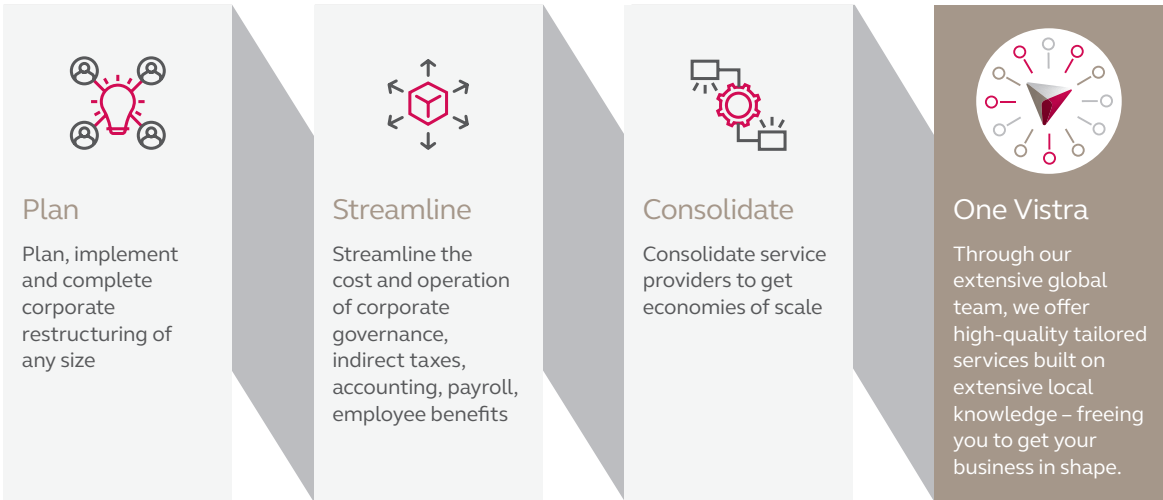 Plan
Plan, implement
and complete
corporate
restructuring of
any size
Streamline
Streamline the
cost and operation
of corporate
governance,
indirect taxes,
accounting, payroll,
employee benefits
Consolidate
Consolidate service
providers to get
economies of scale
One Vistra
Through our
extensive global
team, we offer
high-quality tailored
services built on
extensive local
knowledge – freeing
you to get your
business in shape.